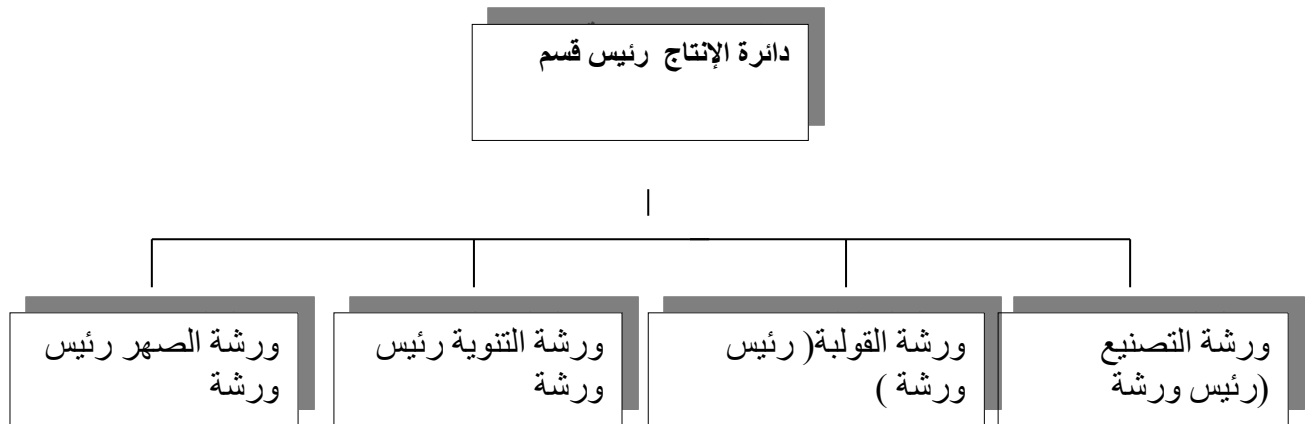 دائرة الإنتاج رئيس قسم
ورشة التصنيع
(رئيس ورشة
ورشة القولبة( رئيس
ورشة )
ورشة التنوية رئيس
ورشة
ورشة الصهر رئيس
ورشة